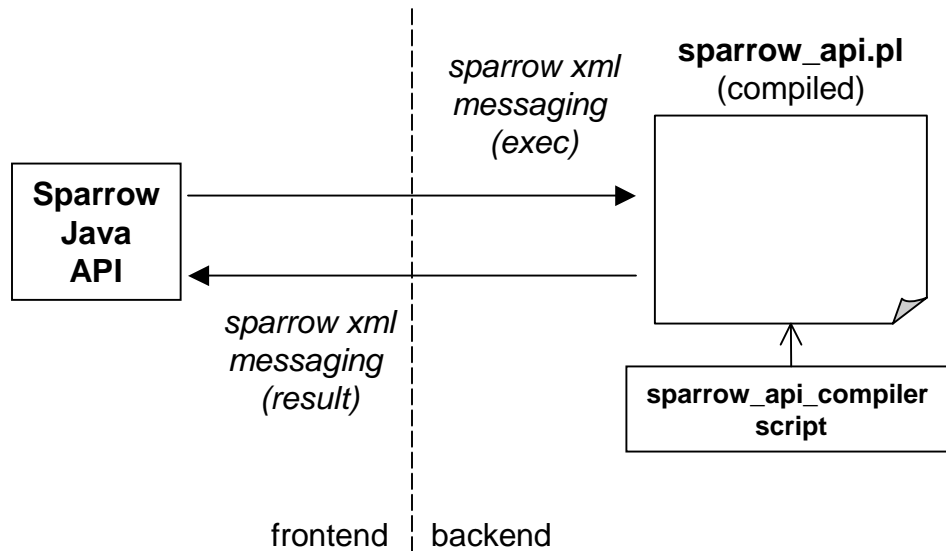 sparrow_api.pl
(compiled)
sparrow xml
messaging
(exec)
Sparrow
Java
API
sparrow xml
messaging
(result)
sparrow_api_compiler
script
frontend
backend